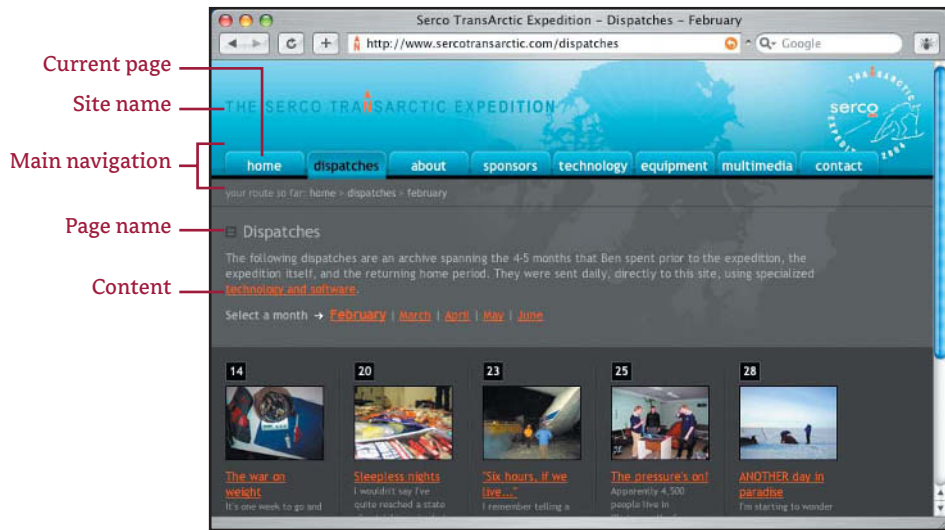 Serco TransArctic Expedition – Dispatches – February
http://www.sercotransarctic.com/dispatches
Google
Current page
Site name
THE SERCO TRANSARCTIC EXPEDITION
serco
Main navigation
home dispatches about sponsors technology equipment multimedia contact
your route so far: home > dispatches > february
Page name
Dispatches
The following dispatches are an archive spanning the 4-5 months that Ben spent prior to the expedition, the
expedition itself, and the returning home period. They were sent daily, directly to this site, using specialized
Content
technology and software.
Select a month → February | March | April | May | June
14 20 23 25 28
The war on
weight
It's one week to go and
Sleepless nights
I wouldn't say I've
quite reached a state
"Six hours, if we
live..."
I remember telling a
The pressure's on!
Apparently 4,500
people live in
ANOTHER day in
paradise
I'm starting to wonder